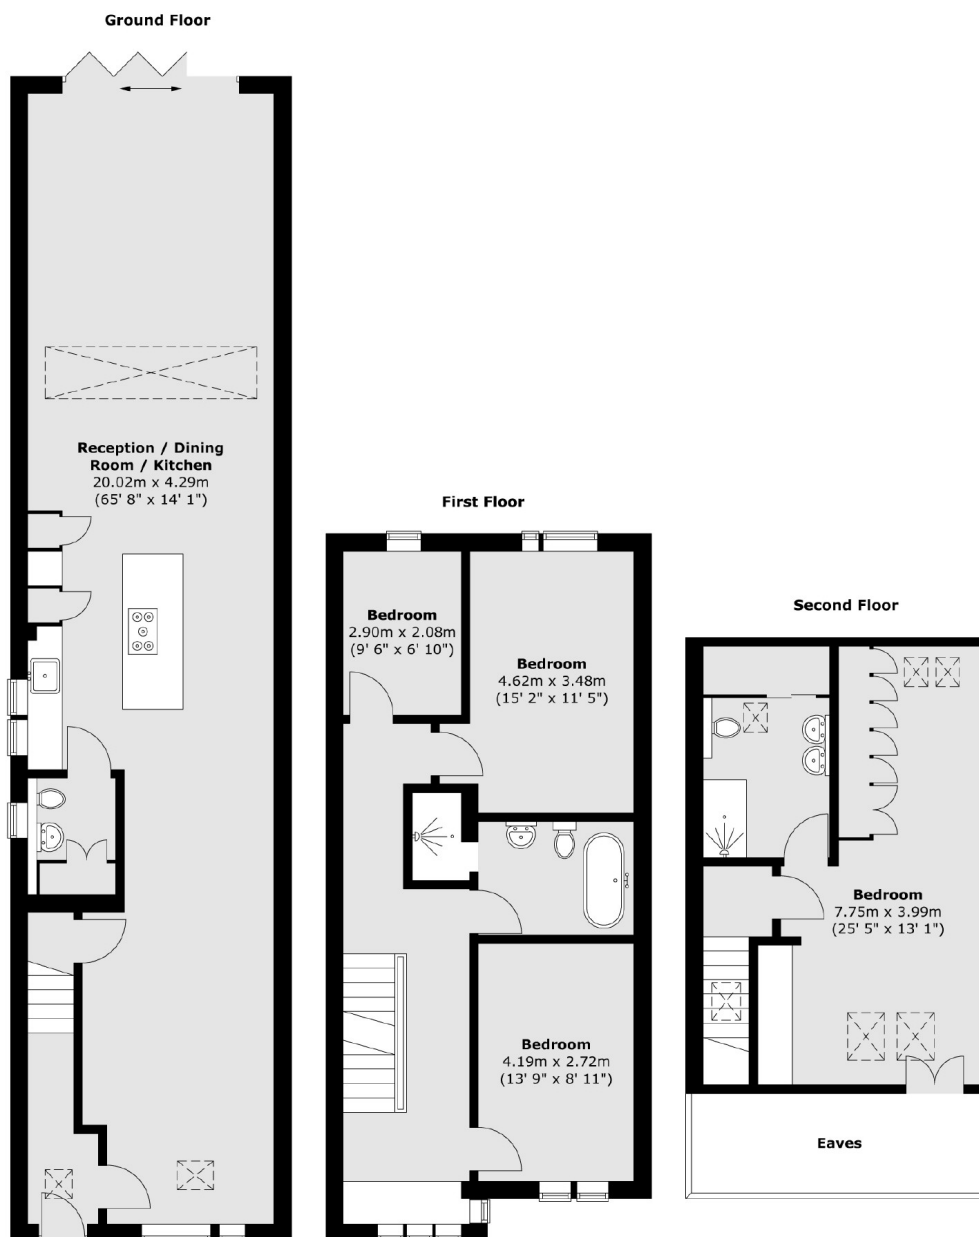 Ground Floor
Reception / Dining
Room / Kitchen
20.02m x 4.29m
(65' 8" x 14' 1")
First Floor
Bedroom
2.90m x 2.08m
(9' 6" x 6' 10")
Bedroom
4.62m x 3.48m
(15' 2" x 11' 5")
Bedroom
4.19m x 2.72m
(13' 9" x 8' 11")
Second Floor
Bedroom
7.75m x 3.99m
(25' 5" x 13' 1")
Eaves